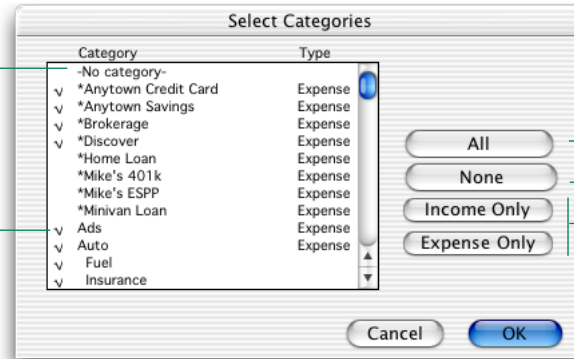 Select Categories
Category Type
-No category-
√ *Anytown Credit Card Expense
√ *Anytown Savings Expense
√ *Brokerage Expense
√ *Discover Expense
*Home Loan Expense
*Mike's 401k Expense
*Mike's ESPP Expense
*Minivan Loan Expense
√ Ads Expense
√ Auto Expense
√ Fuel
√ Insurance
All
None
Income Only
Expense Only
Cancel OK